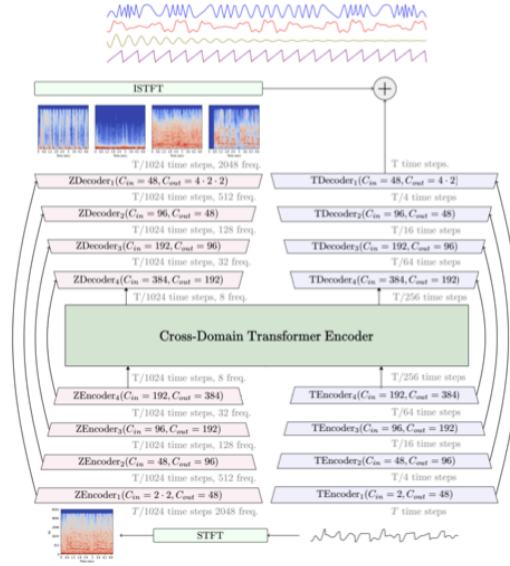 ISTFT
+
T/1024 time steps, 2048 freq.
T time steps.
ZDecoder₁(Cᵢₙ = 48, Cₒᵤₜ = 4 · 2 · 2)
TDecoder₁(Cᵢₙ = 48, Cₒᵤₜ = 4 · 2]
T/1024 time steps, 512 freq.
T/4 time steps
ZDecoder₂(Cᵢₙ = 96, Cₒᵤₜ = 48)
TDecoder₂(Cᵢₙ = 96, Cₒᵤₜ = 48)
T/1024 time steps, 128 freq.
T/16 time steps
ZDecoder₃(Cᵢₙ = 192, Cₒᵤₜ = 96)
TDecoder₃(Cᵢₙ = 192, Cₒᵤₜ = 96)
T/1024 time steps, 32 freq.
T/64 time steps
ZDecoder₄(Cᵢₙ = 384, Cₒᵤₜ = 192)
TDecoder₄(Cᵢₙ = 384, Cₒᵤₜ = 192)
T/1024 time steps, 8 freq.
T/256 time steps
Cross-Domain Transformer Encoder
T/1024 time steps, 8 freq.
T/256 time steps
ZEncoder₄(Cᵢₙ = 192, Cₒᵤₜ = 384)
TEncoder₄(Cᵢₙ = 192, Cₒᵤₜ = 384)
T/1024 time steps, 32 freq.
T/64 time steps
ZEncoder₃(Cᵢₙ = 96, Cₒᵤₜ = 192)
TEncoder₃(Cᵢₙ = 96, Cₒᵤₜ = 192)
T/1024 time steps, 128 freq.
T/16 time steps
ZEncoder₂(Cᵢₙ = 48, Cₒᵤₜ = 96)
TEncoder₂(Cᵢₙ = 48, Cₒᵤₜ = 96)
T/1024 time steps, 512 freq.
T/4 time steps
ZEncoder₁(Cᵢₙ = 2 · 2, Cₒᵤₜ = 48)
TEncoder₁(Cᵢₙ = 2, Cₒᵤₜ = 48)
T/1024 time steps 2048 freq.
T time steps
STFT